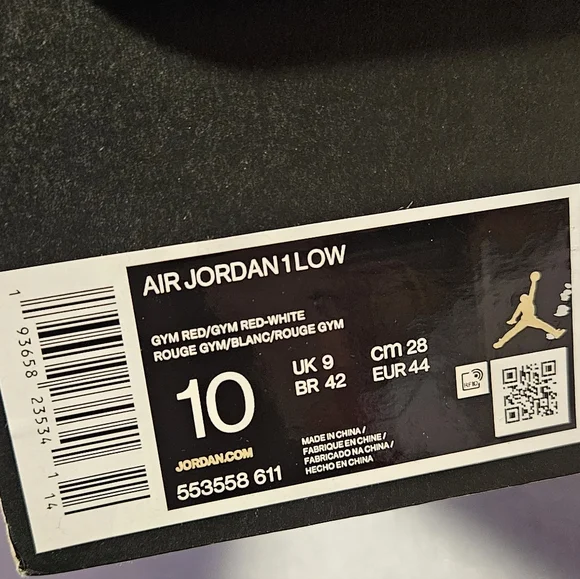 AIR JORDAN 1 LOW
GYM RED/GYM RED-WHITE
ROUGE GYM/BLANC/ROUGE GYM
10
UK 9
BR 42
cm 28
EUR 44
RFID
JORDAN.COM
553558 611
MADE IN CHINA /
FABRIQUE EN CHINE /
FABRICADO NA CHINA /
HECHO EN CHINA
1 93658 23534 1 14